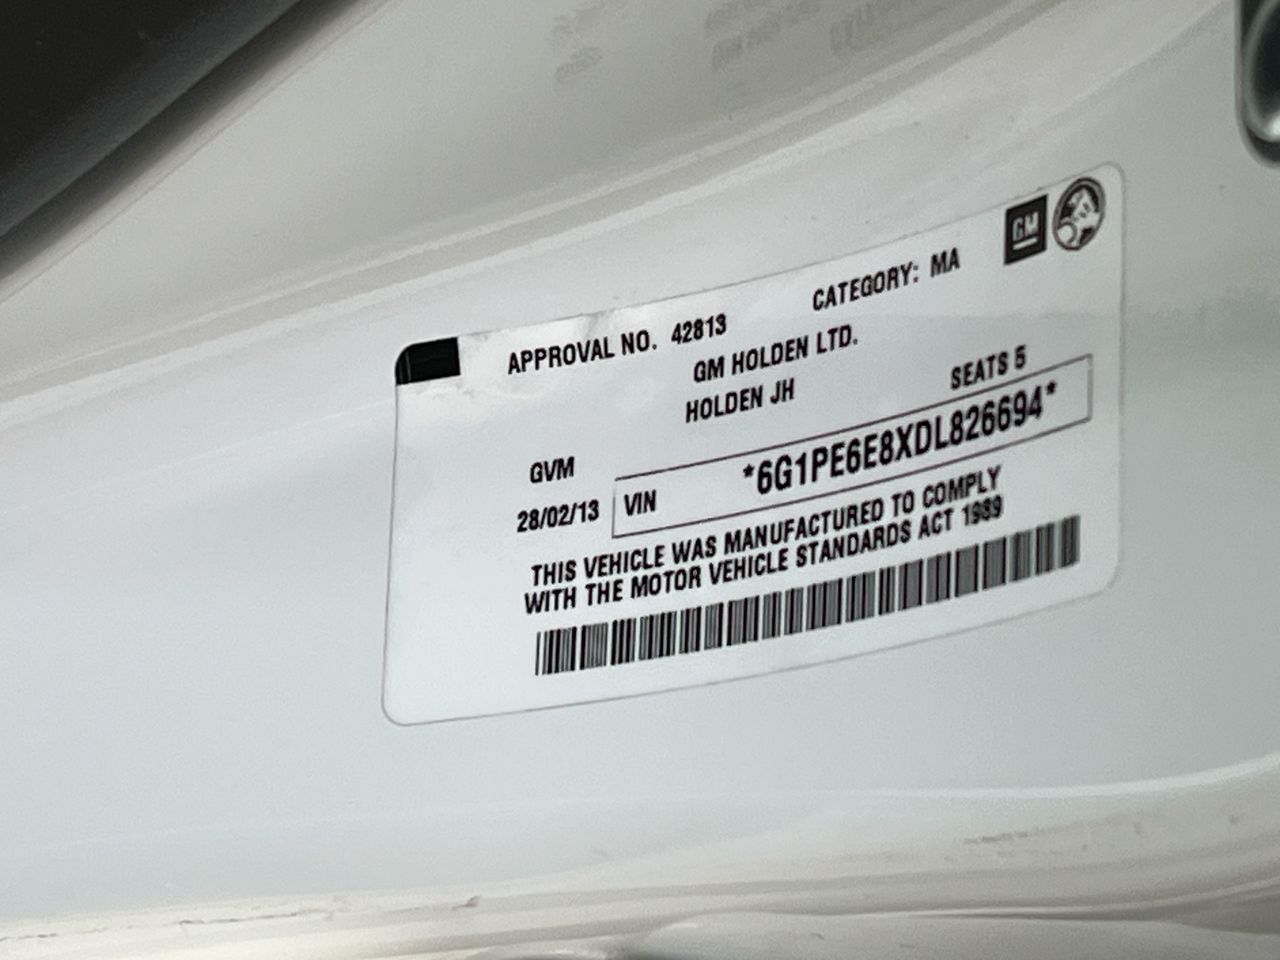 GM
APPROVAL NO. 42813 CATEGORY: MA
GM HOLDEN LTD.
HOLDEN JH SEATS 5
GVM
28/02/13 VIN *6G1PE6E8XDL826694*
THIS VEHICLE WAS MANUFACTURED TO COMPLY
WITH THE MOTOR VEHICLE STANDARDS ACT 1989